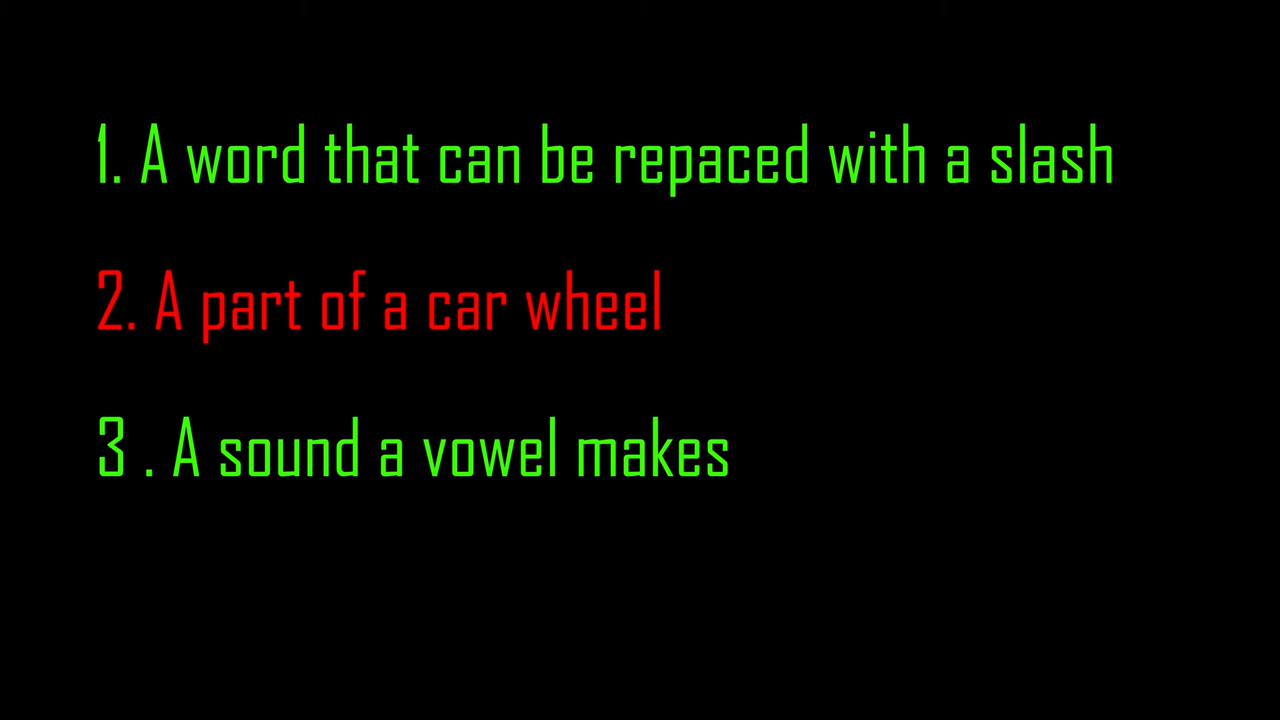 1. A word that can be repaced with a slash
2. A part of a car wheel
3 . A sound a vowel makes